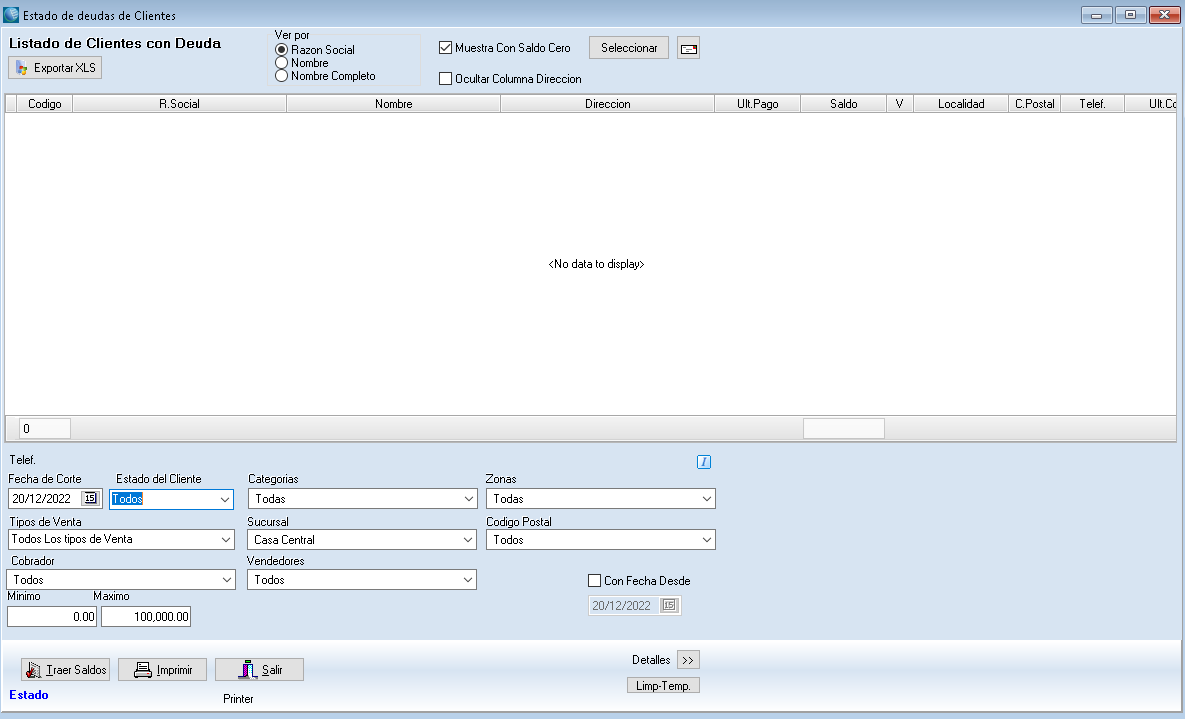 Estado de deudas de Clientes
Listado de Clientes con Deuda
Exportar XLS
Ver por
Razon Social
Nombre
Nombre Completo
Muestra Con Saldo Cero
Seleccionar
Ocultar Columna Direccion
Codigo R.Social Nombre Direccion Ult.Pago Saldo V Localidad C.Postal Telef. Ult.Co
<No data to display>
0
Telef.
Fecha de Corte Estado del Cliente Categorias Zonas
20/12/2022 15 Todos Todas Todas
Tipos de Venta Sucursal Codigo Postal
Todos Los tipos de Venta Casa Central Todos
Cobrador Vendedores
Todos Todos Con Fecha Desde
Minimo Maximo
20/12/2022 15
0.00 100,000.00
Traer Saldos Imprimir Salir Detalles >>
Limp-Temp.
Estado Printer